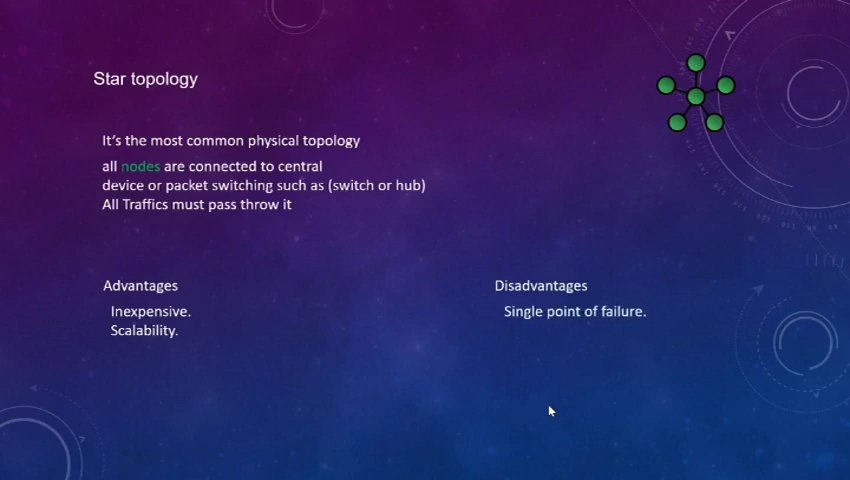 Star topology
It's the most common physical topology
all nodes are connected to central
device or packet switching such as (switch or hub)
All Traffics must pass throw it
Advantages
Inexpensive.
Scalability.
Disadvantages
Single point of failure.